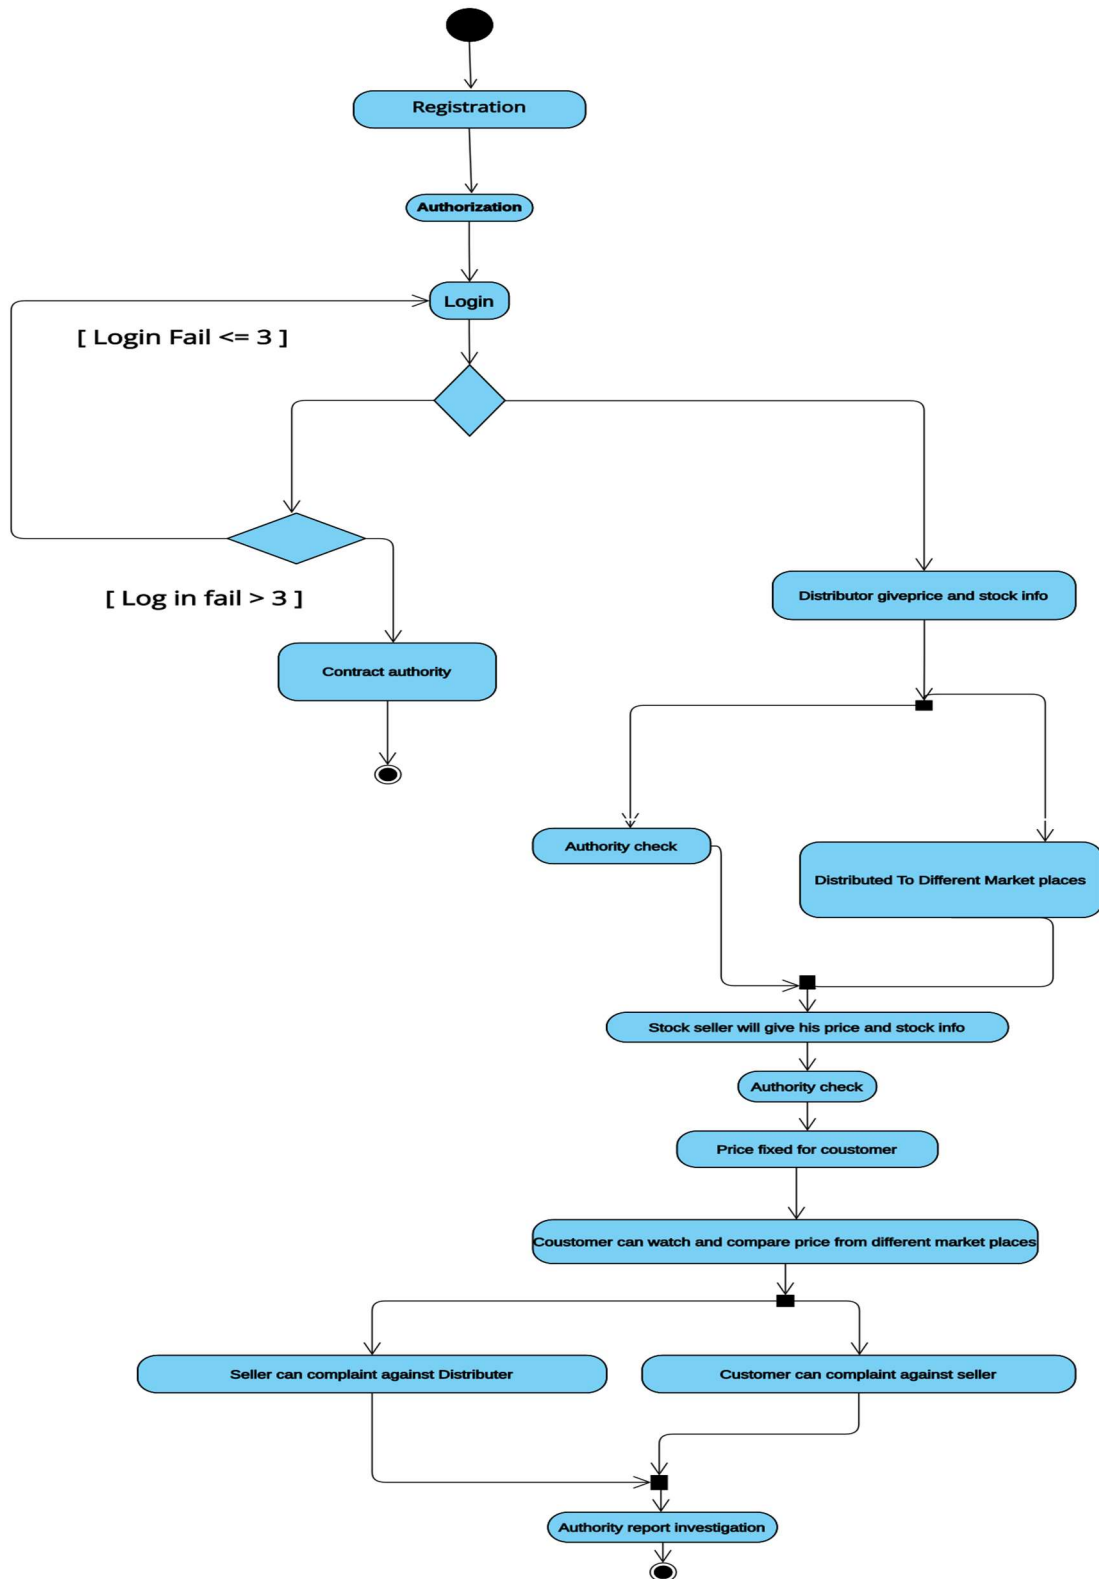 Registration
Authorization
Login
[ Login Fail <= 3 ]
[ Log in fail > 3 ]
Distributor giveprice and stock info
Contract authority
Authority check
Distributed To Different Market places
Stock seller will give his price and stock info
Authority check
Price fixed for coustomer
Coustomer can watch and compare price from different market places
Seller can complaint against Distributer
Customer can complaint against seller
Authority report investigation